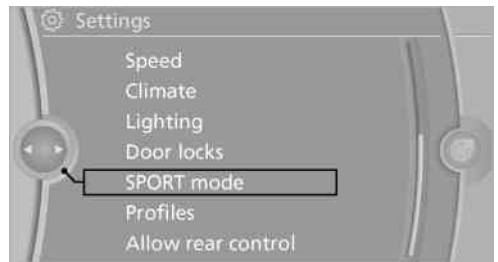 Settings
Speed
Climate
Lighting
Door locks
SPORT mode
Profiles
Allow rear control